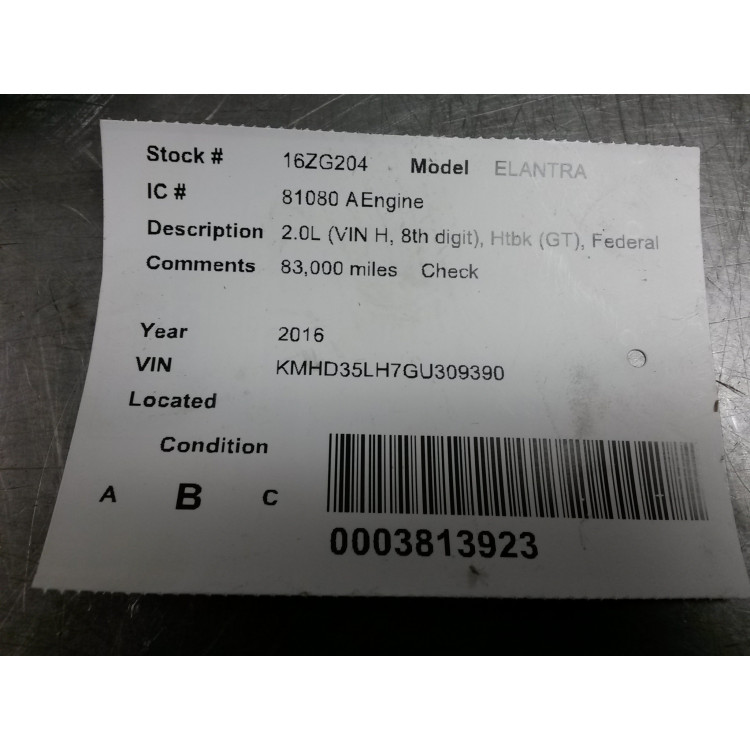 Stock # 16ZG204 Model ELANTRA
IC # 81080 AEngine
Description 2.0L (VIN H, 8th digit), Htbk (GT), Federal
Comments 83,000 miles Check
Year 2016
VIN KMHD35LH7GU309390
Located
Condition
A B C
0003813923